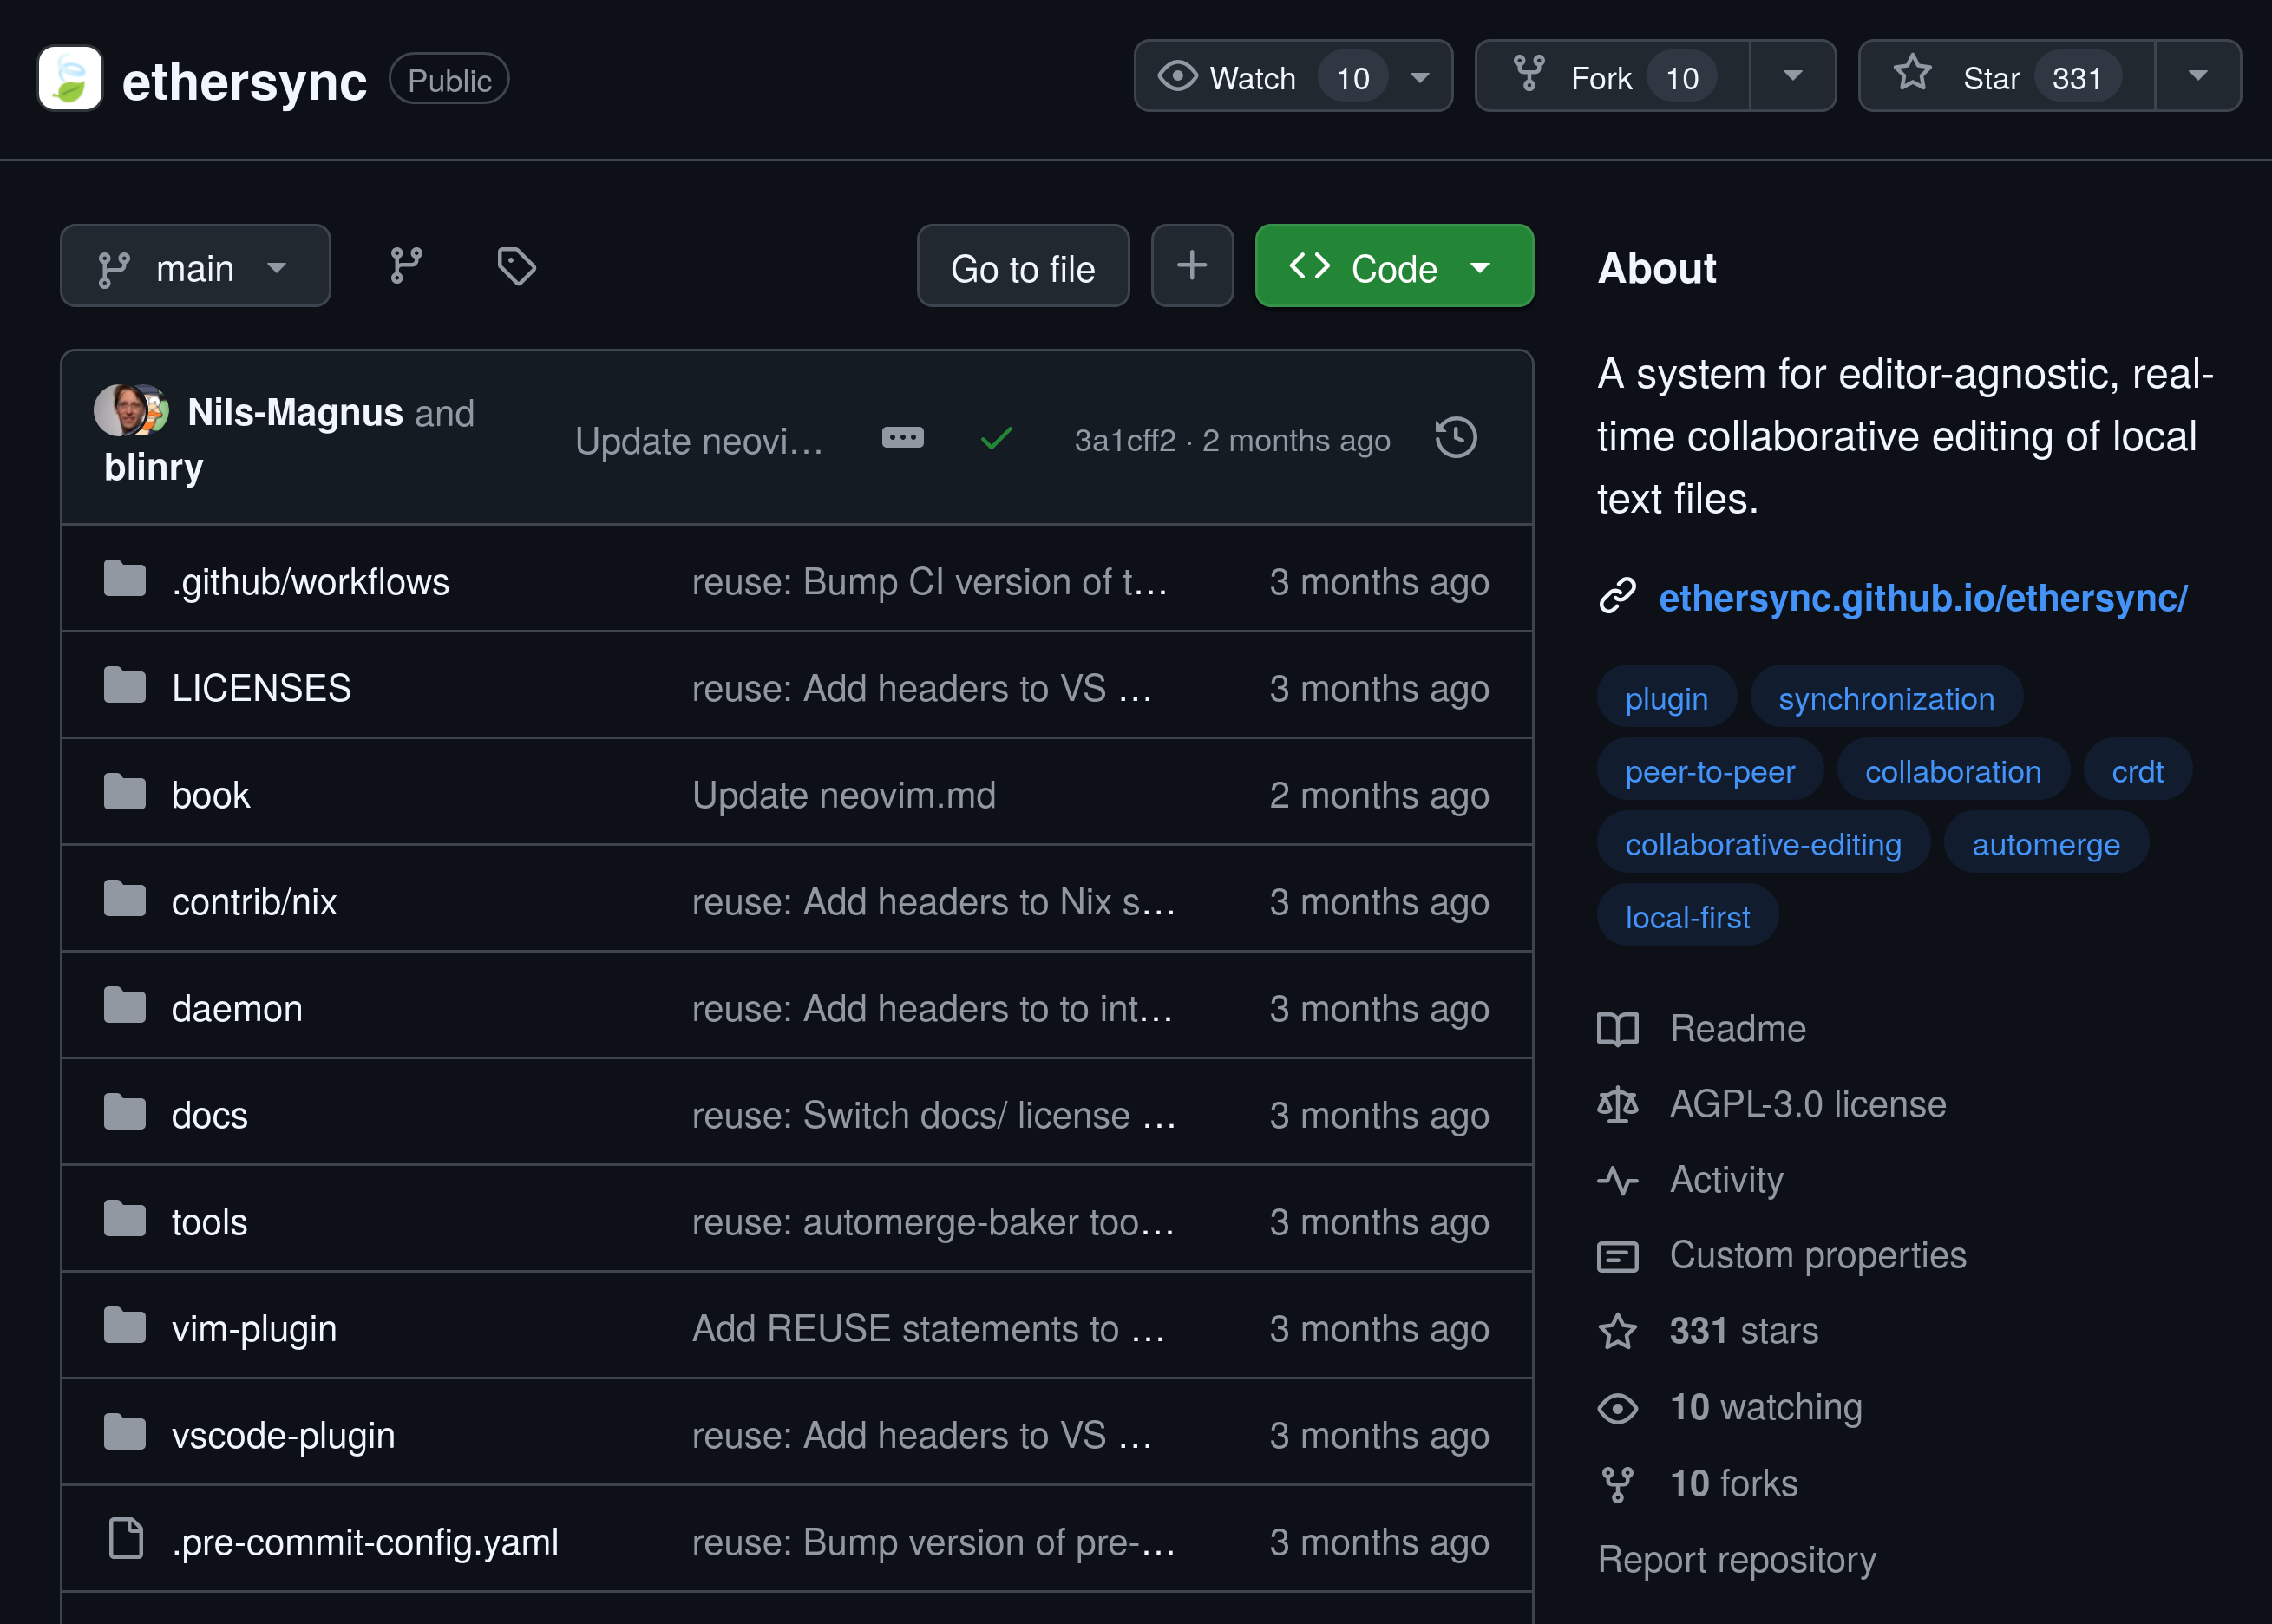 ethersync Public Watch 10 Fork 10 Star 331
main Go to file + Code
Nils-Magnus and
blinry
Update neovi… 3a1cff2 · 2 months ago
.github/workflows reuse: Bump CI version of t… 3 months ago
LICENSES reuse: Add headers to VS … 3 months ago
book Update neovim.md 2 months ago
contrib/nix reuse: Add headers to Nix s… 3 months ago
daemon reuse: Add headers to to int… 3 months ago
docs reuse: Switch docs/ license … 3 months ago
tools reuse: automerge-baker too… 3 months ago
vim-plugin Add REUSE statements to … 3 months ago
vscode-plugin reuse: Add headers to VS … 3 months ago
.pre-commit-config.yaml reuse: Bump version of pre-… 3 months ago
About
A system for editor-agnostic, real-
time collaborative editing of local
text files.
ethersync.github.io/ethersync/
plugin synchronization
peer-to-peer collaboration crdt
collaborative-editing automerge
local-first
Readme
AGPL-3.0 license
Activity
Custom properties
331 stars
10 watching
10 forks
Report repository